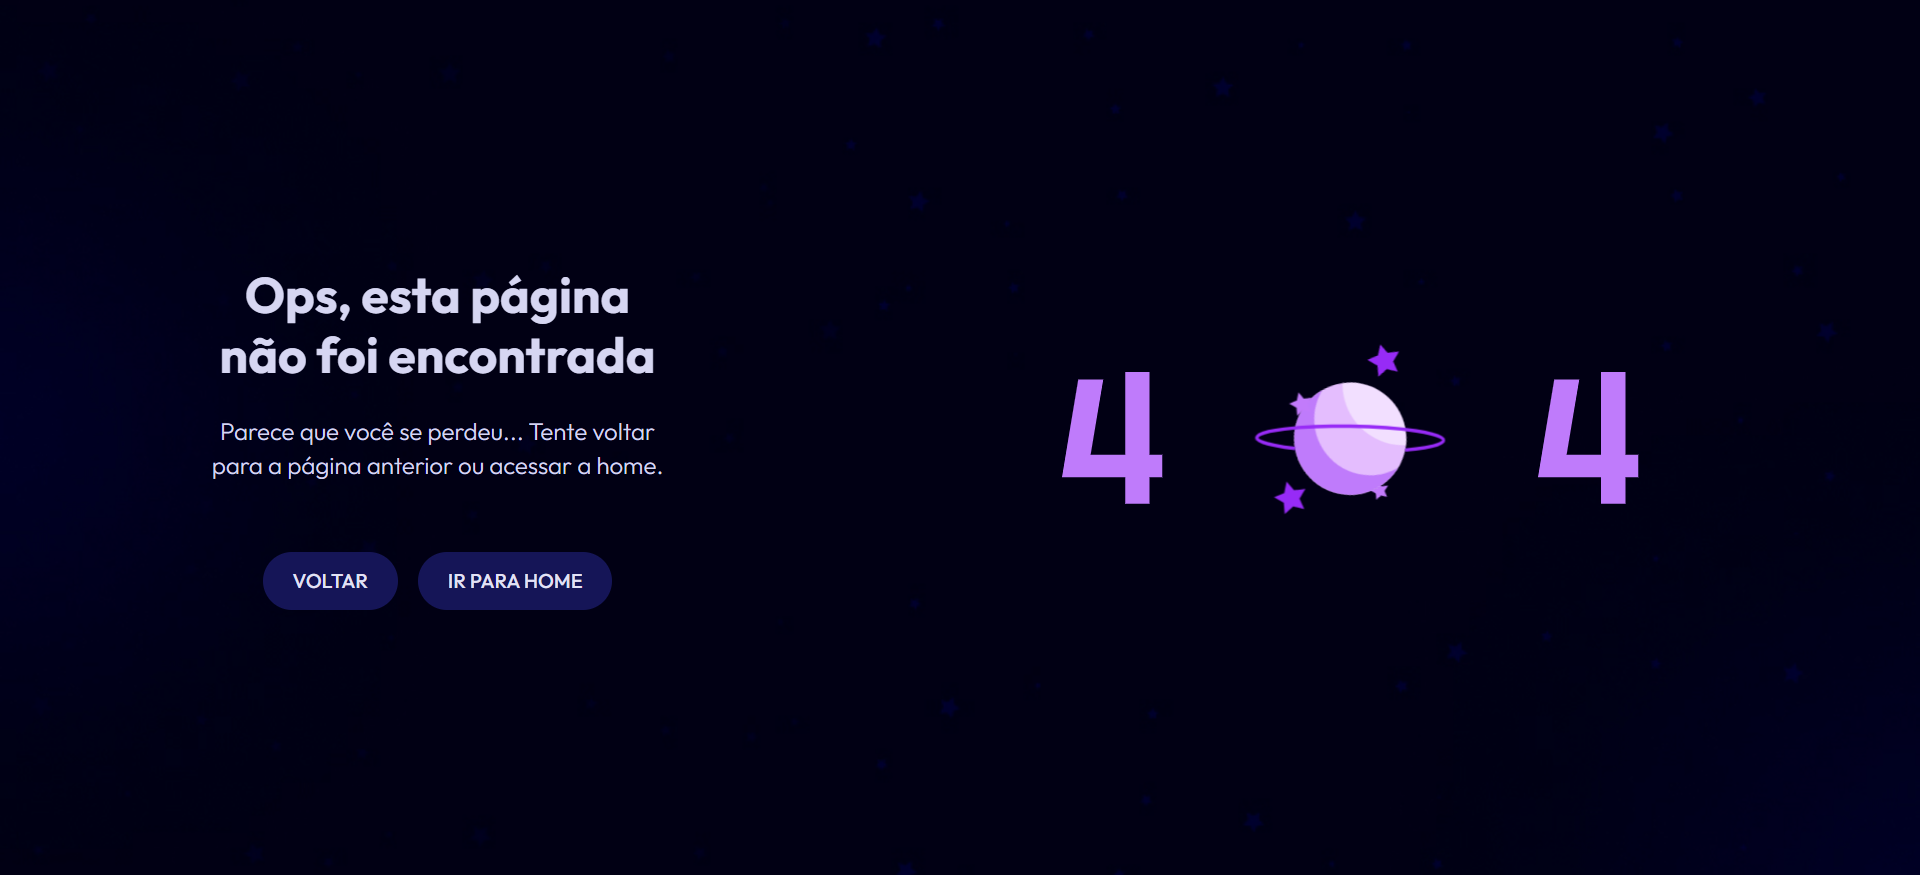 Ops, esta página
não foi encontrada
Parece que você se perdeu... Tente voltar
para a página anterior ou acessar a home.
VOLTAR
IR PARA HOME
4 4